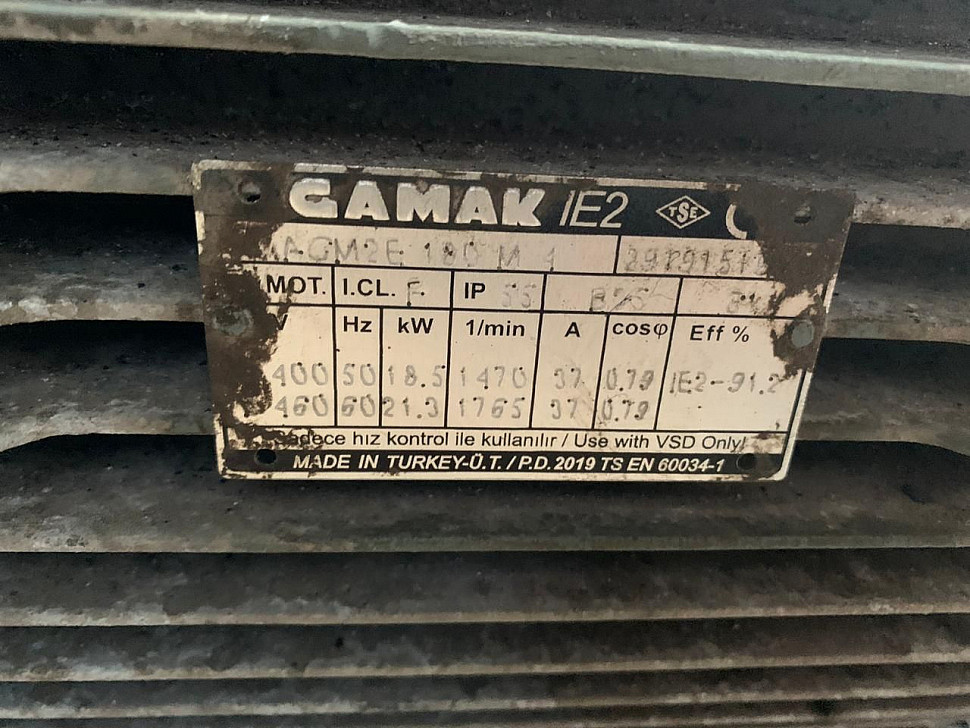 GAMAK IE2 TSE
AGM2E 180 M 4
MOT. I.CL. F IP 55
V Hz kW 1/min A cosφ Eff %
400 50 18.5 1470 37 0.79 IE2-91.2
460 60 21.3 1765 37 0.79
Sadece hız kontrol ile kullanılır / Use with VSD Only!
MADE IN TURKEY-Ü.T. / P.D. 2019 TS EN 60034-1